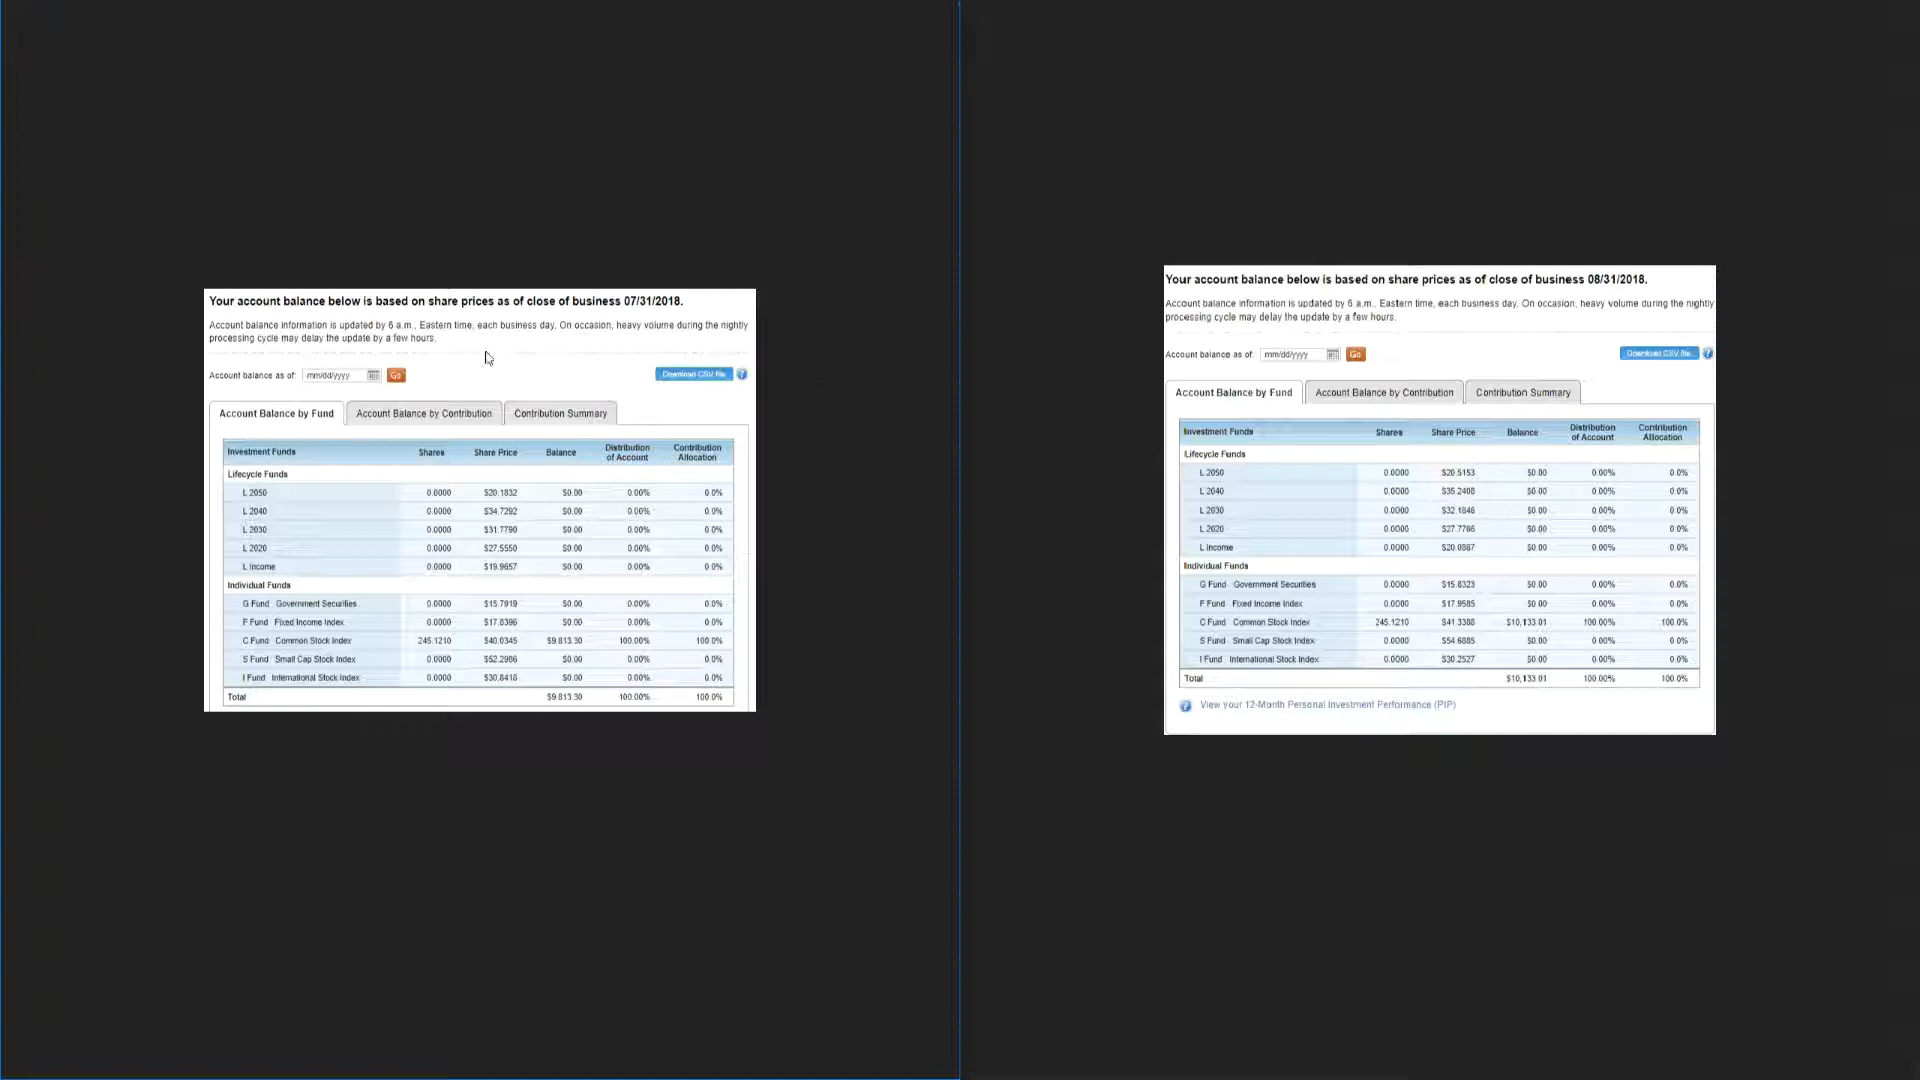 Your account balance below is based on share prices as of close of business 07/31/2018.
Account balance information is updated by 6 a.m., Eastern time, each business day. On occasion, heavy volume during the nightly
processing cycle may delay the update by a few hours.
Account balance as of: mm/dd/yyyy Go Download CSV file ?
Account Balance by Fund Account Balance by Contribution Contribution Summary
Investment Funds Shares Share Price Balance Distribution of Account Contribution Allocation
Lifecycle Funds
L 2050 0.0000 $20.1832 $0.00 0.00% 0.0%
L 2040 0.0000 $34.7292 $0.00 0.00% 0.0%
L 2030 0.0000 $31.7790 $0.00 0.00% 0.0%
L 2020 0.0000 $27.5550 $0.00 0.00% 0.0%
L Income 0.0000 $19.9657 $0.00 0.00% 0.0%
Individual Funds
G Fund Government Securities 0.0000 $15.7919 $0.00 0.00% 0.0%
F Fund Fixed Income Index 0.0000 $17.8396 $0.00 0.00% 0.0%
C Fund Common Stock Index 245.1210 $40.0345 $9,813.30 100.00% 100.0%
S Fund Small Cap Stock Index 0.0000 $52.2986 $0.00 0.00% 0.0%
I Fund International Stock Index 0.0000 $30.8418 $0.00 0.00% 0.0%
Total $9,813.30 100.00% 100.0%
Your account balance below is based on share prices as of close of business 08/31/2018.
Account balance information is updated by 6 a.m., Eastern time, each business day. On occasion, heavy volume during the nightly
processing cycle may delay the update by a few hours.
Account balance as of: mm/dd/yyyy Go Download CSV file ?
Account Balance by Fund Account Balance by Contribution Contribution Summary
Investment Funds Shares Share Price Balance Distribution of Account Contribution Allocation
Lifecycle Funds
L 2050 0.0000 $20.5153 $0.00 0.00% 0.0%
L 2040 0.0000 $35.2408 $0.00 0.00% 0.0%
L 2030 0.0000 $32.1846 $0.00 0.00% 0.0%
L 2020 0.0000 $27.7766 $0.00 0.00% 0.0%
L Income 0.0000 $20.0867 $0.00 0.00% 0.0%
Individual Funds
G Fund Government Securities 0.0000 $15.8323 $0.00 0.00% 0.0%
F Fund Fixed Income Index 0.0000 $17.9585 $0.00 0.00% 0.0%
C Fund Common Stock Index 245.1210 $41.3388 $10,133.01 100.00% 100.0%
S Fund Small Cap Stock Index 0.0000 $54.6885 $0.00 0.00% 0.0%
I Fund International Stock Index 0.0000 $30.2527 $0.00 0.00% 0.0%
Total $10,133.01 100.00% 100.0%
? View your 12-Month Personal Investment Performance (PIP)